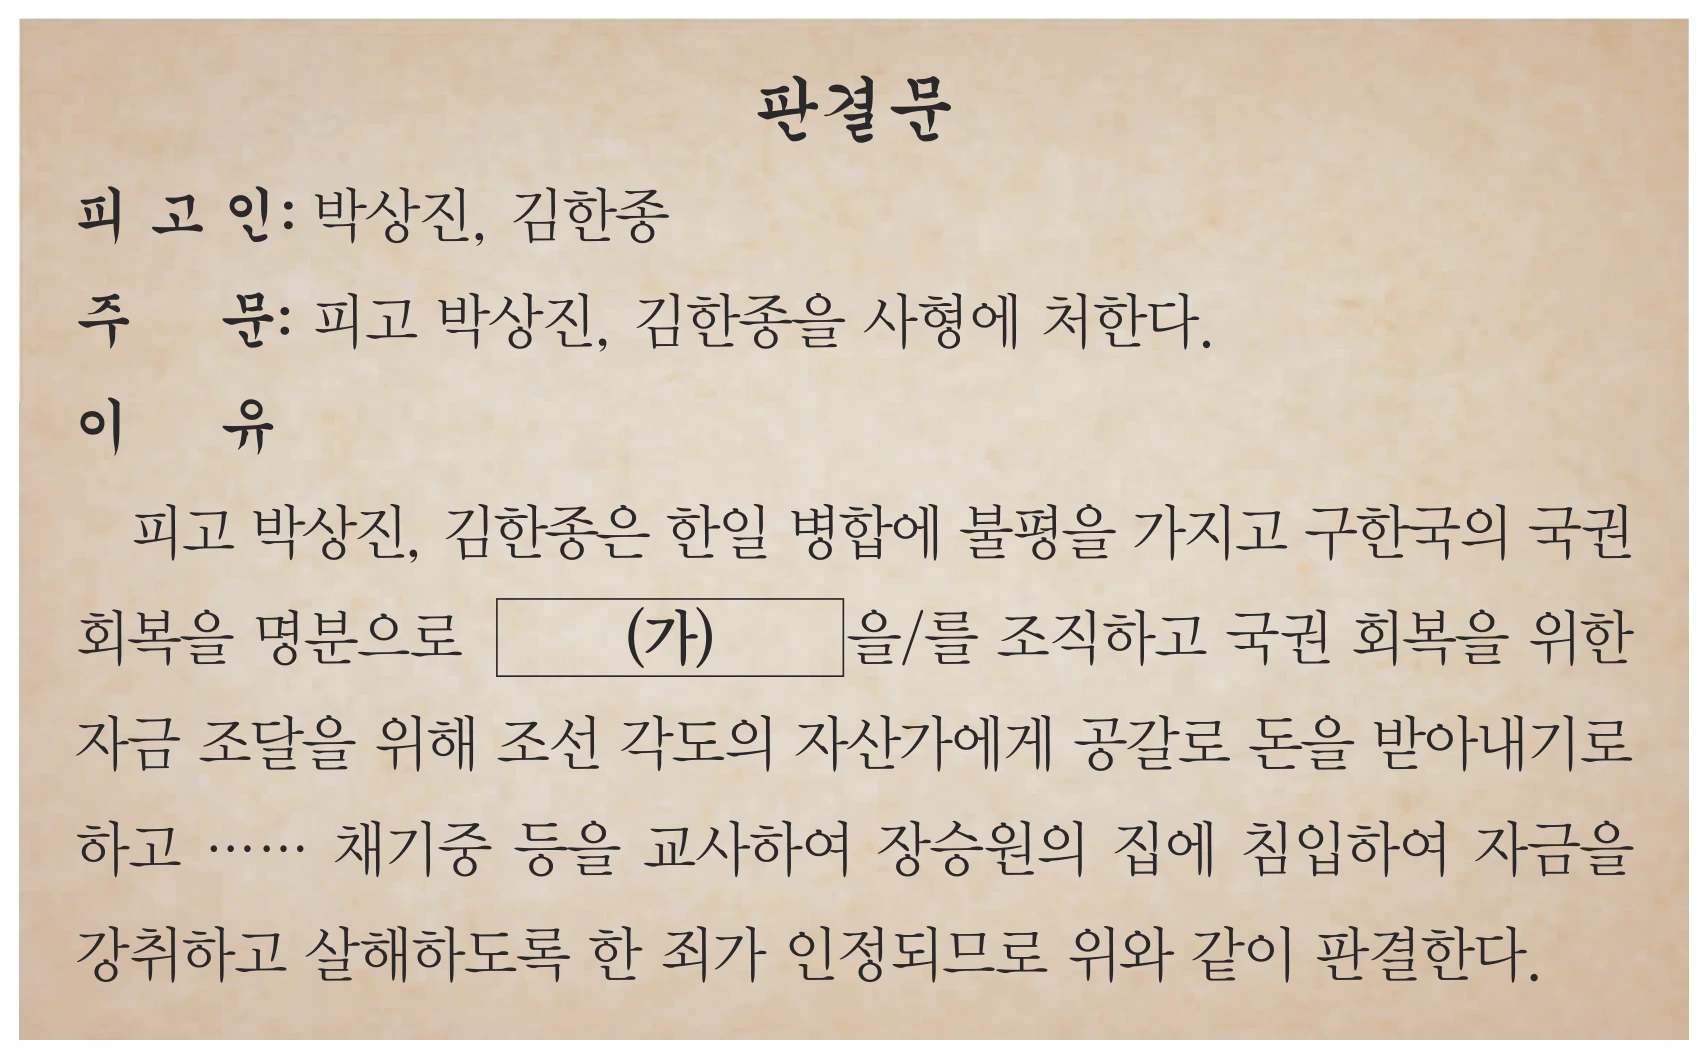 판결문
피 고 인: 박상진, 김한종
주 문: 피고 박상진, 김한종을 사형에 처한다.
이 유
피고 박상진, 김한종은 한일 병합에 불평을 가지고 구한국의 국권
회복을 명분으로 (가) 을/를 조직하고 국권 회복을 위한
자금 조달을 위해 조선 각도의 자산가에게 공갈로 돈을 받아내기로
하고 …… 채기중 등을 교사하여 장승원의 집에 침입하여 자금을
강취하고 살해하도록 한 죄가 인정되므로 위와 같이 판결한다.